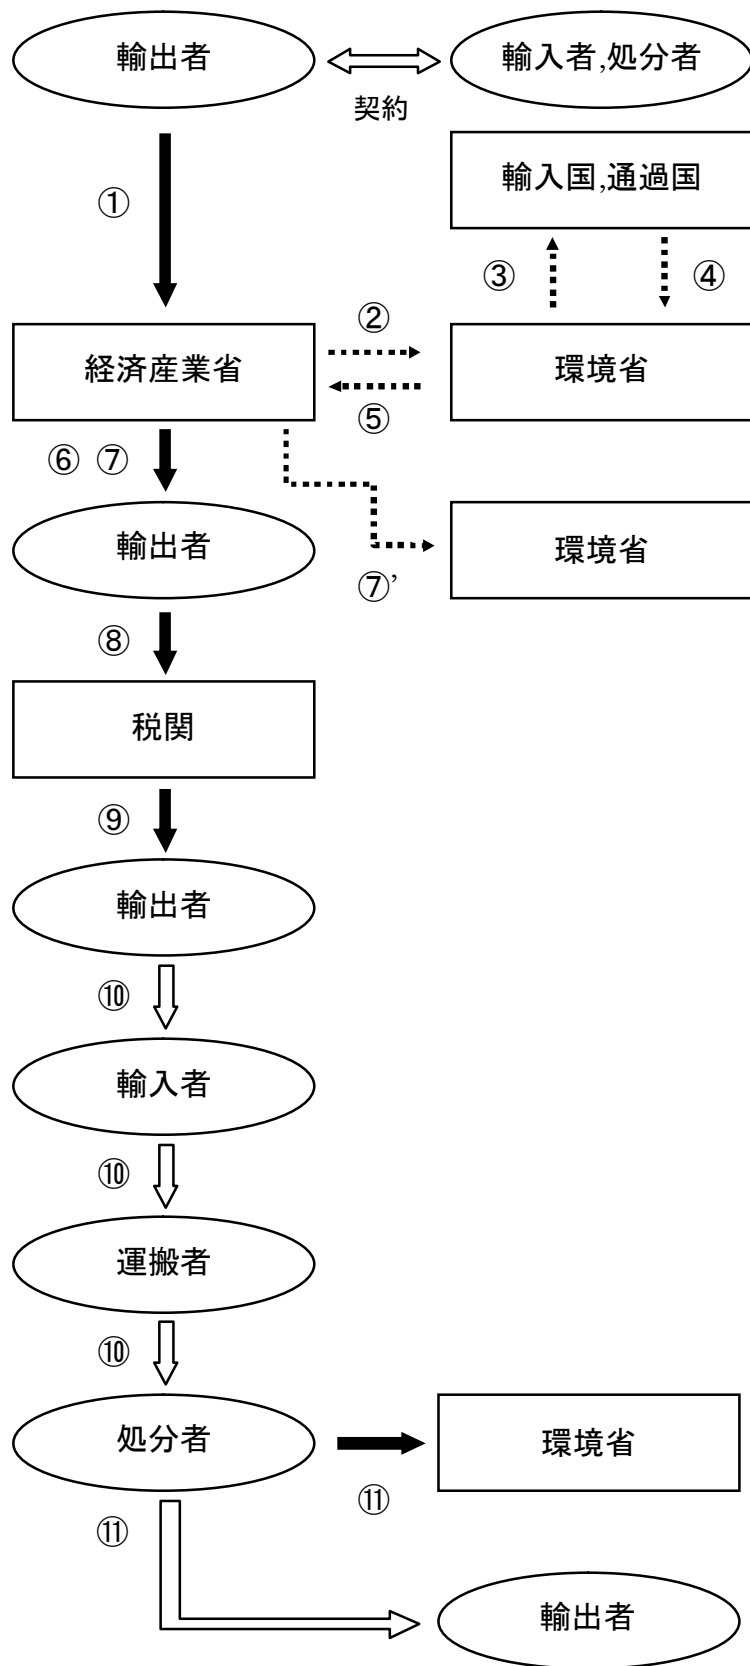 輸出者
輸入者,処分者
契約
輸入国,通過国
①
③
④
②
経済産業省
環境省
⑤
⑥ ⑦
輸出者
環境省
⑦’
⑧
税関
⑨
輸出者
⑩
輸入者
⑩
運搬者
⑩
処分者
環境省
⑪
⑪
輸出者